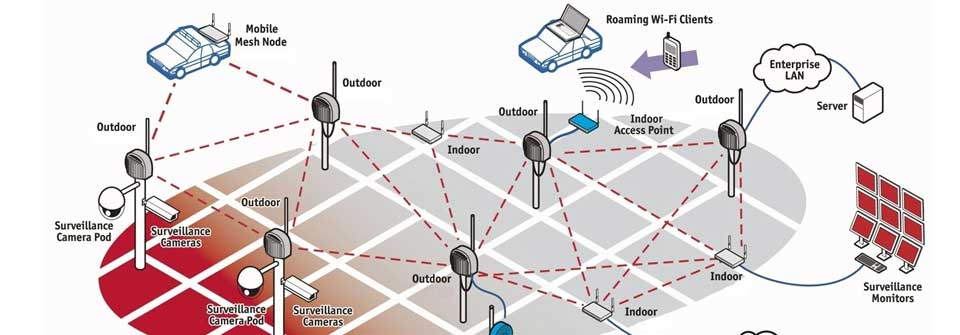 Mobile
Mesh Node
Roaming Wi-Fi Clients
Enterprise
LAN
Server
Outdoor
Outdoor
Outdoor
Outdoor
Indoor
Access Point
Indoor
Outdoor
Surveillance
Camera Pod
Surveillance
Cameras
Outdoor
Indoor
Surveillance
Monitors
Surveillance
Camera Pod
Surveillance
Cameras
Indoor